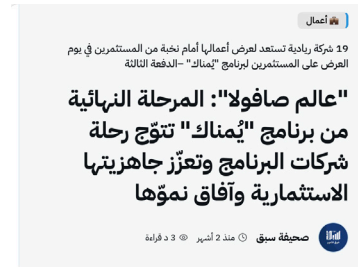 أعمال
19 شركة ريادية تستعد لعرض أعمالها أمام نخبة من المستثمرين في يوم
العرض على المستثمرين لبرنامج "يُمناك" –الدفعة الثالثة
"عالم صافولا": المرحلة النهائية
من برنامج "يُمناك" تتوّج رحلة
شركات البرنامج وتعزّز جاهزيتها
الاستثمارية وآفاق نموّها
صحيفة سبق منذ 2 أشهر 3 د قراءة